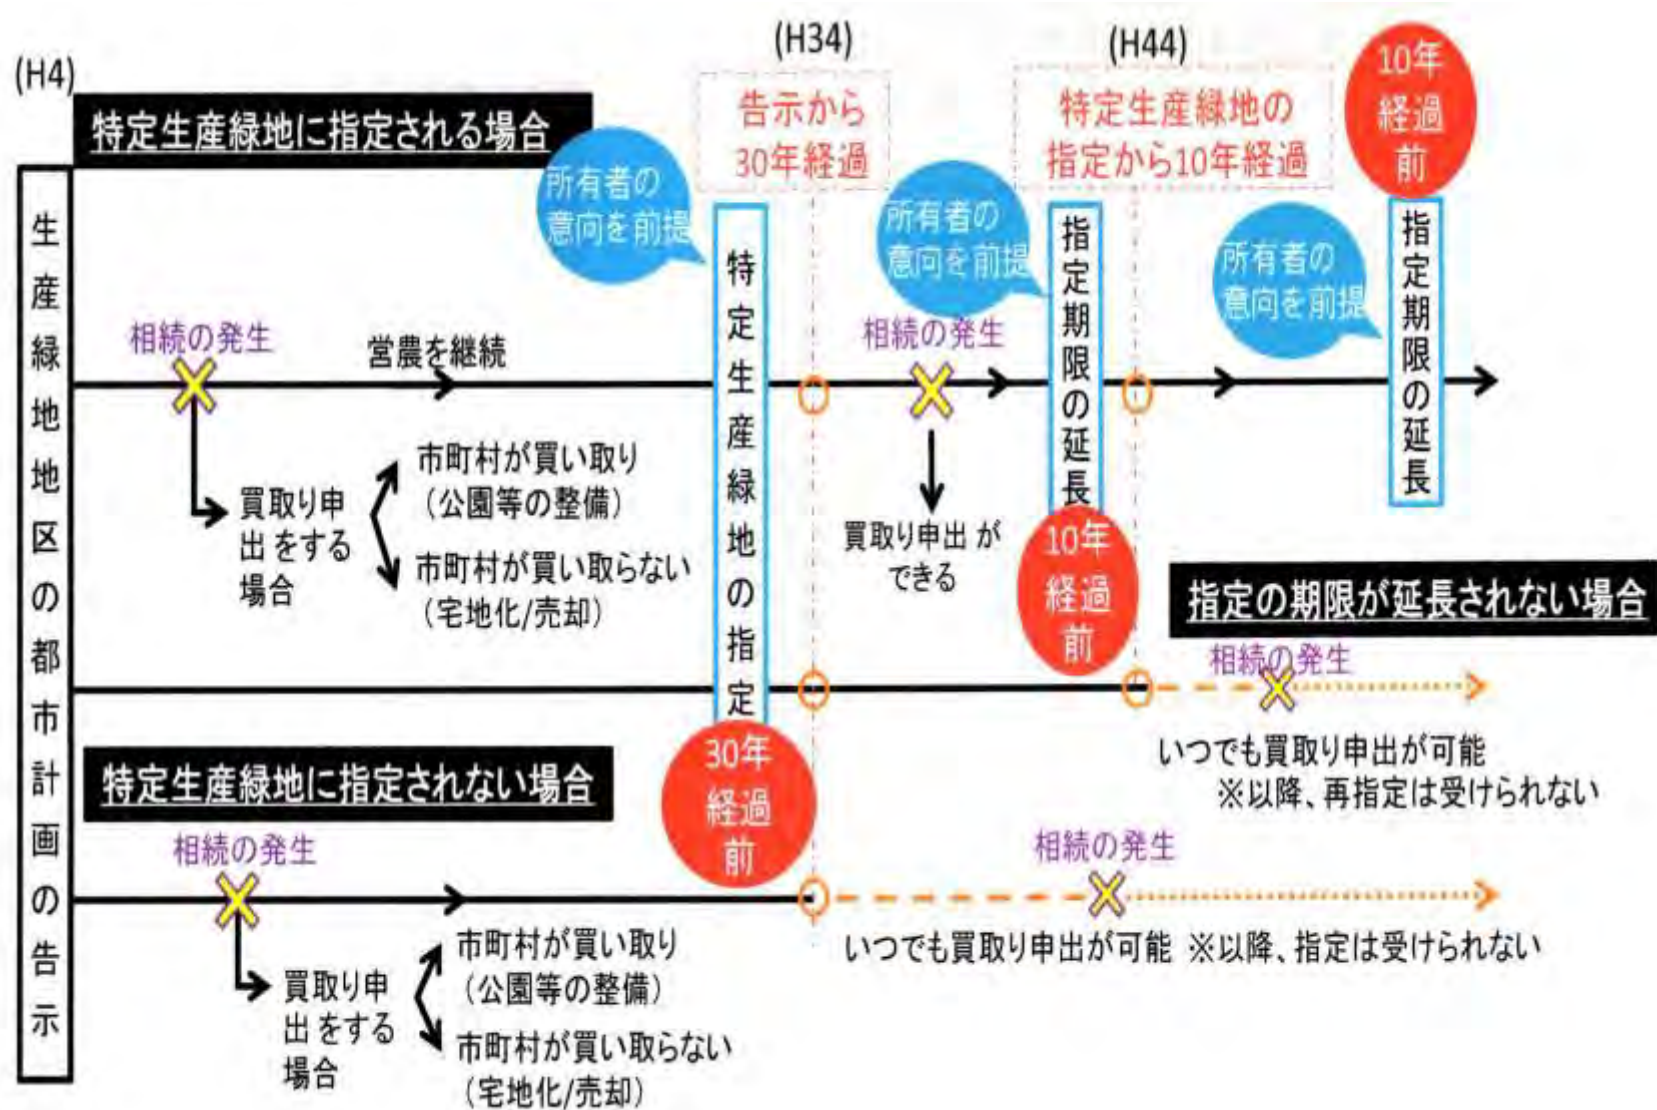 (H4)
(H34)
(H44)
特定生産緑地に指定される場合
告示から
30年経過
特定生産緑地の
指定から10年経過
10年
経過
前
生産緑地地区の都市計画の告示
所有者の
意向を前提
特定生産緑地の指定
所有者の
意向を前提
指定期限の延長
所有者の
意向を前提
指定期限の延長
相続の発生
営農を継続
相続の発生
買取り申
出 をする
場合
市町村が買い取り
（公園等の整備）
市町村が買い取らない
（宅地化/売却）
買取り申出 が
できる
10年
経過
前
指定の期限が延長されない場合
相続の発生
いつでも買取り申出が可能
※以降、再指定は受けられない
30年
経過
前
特定生産緑地に指定されない場合
相続の発生
相続の発生
買取り申
出 をする
場合
市町村が買い取り
（公園等の整備）
市町村が買い取らない
（宅地化/売却）
いつでも買取り申出が可能 ※以降、指定は受けられない